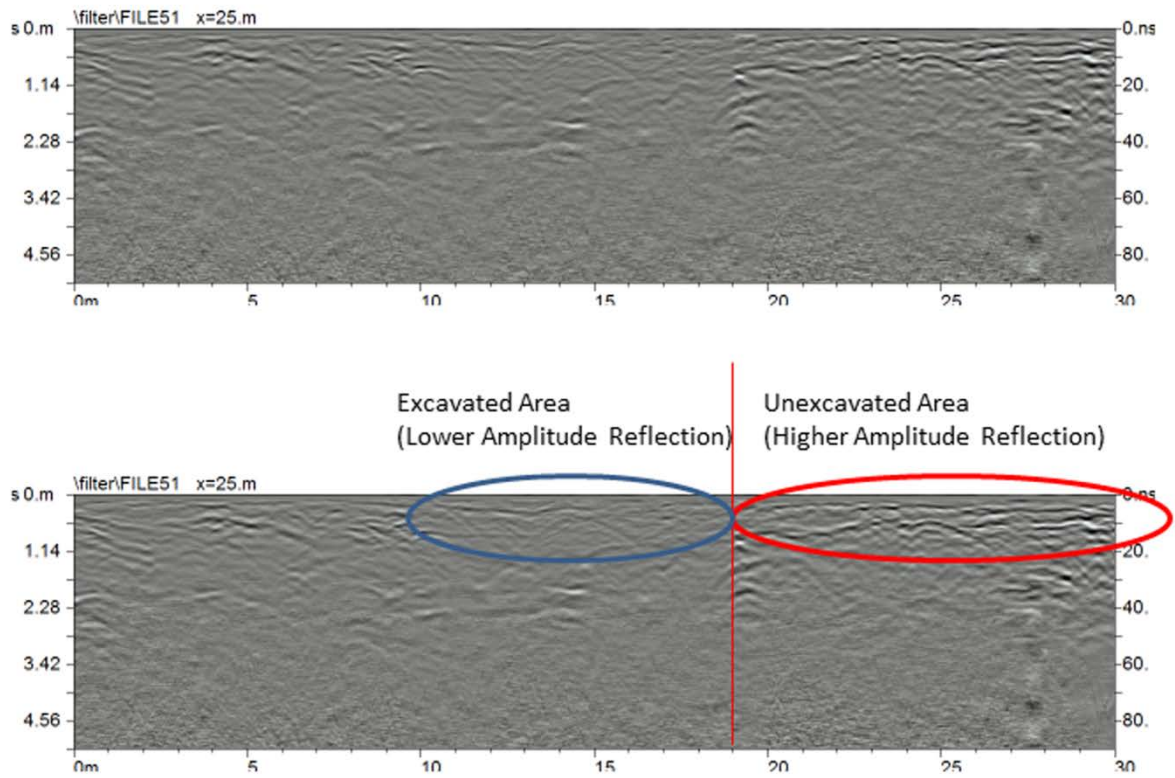 \filter\FILE51 x=25.m
s 0.m 0.ns
1.14 20.
2.28 40.
3.42 60.
4.56 80.
0m 5 10 15 20 25 30
Excavated Area Unexcavated Area
(Lower Amplitude Reflection) (Higher Amplitude Reflection)
\filter\FILE51 x=25.m
s 0.m 0.ns
1.14 20.
2.28 40.
3.42 60.
4.56 80.
0m 5 10 15 20 25 30